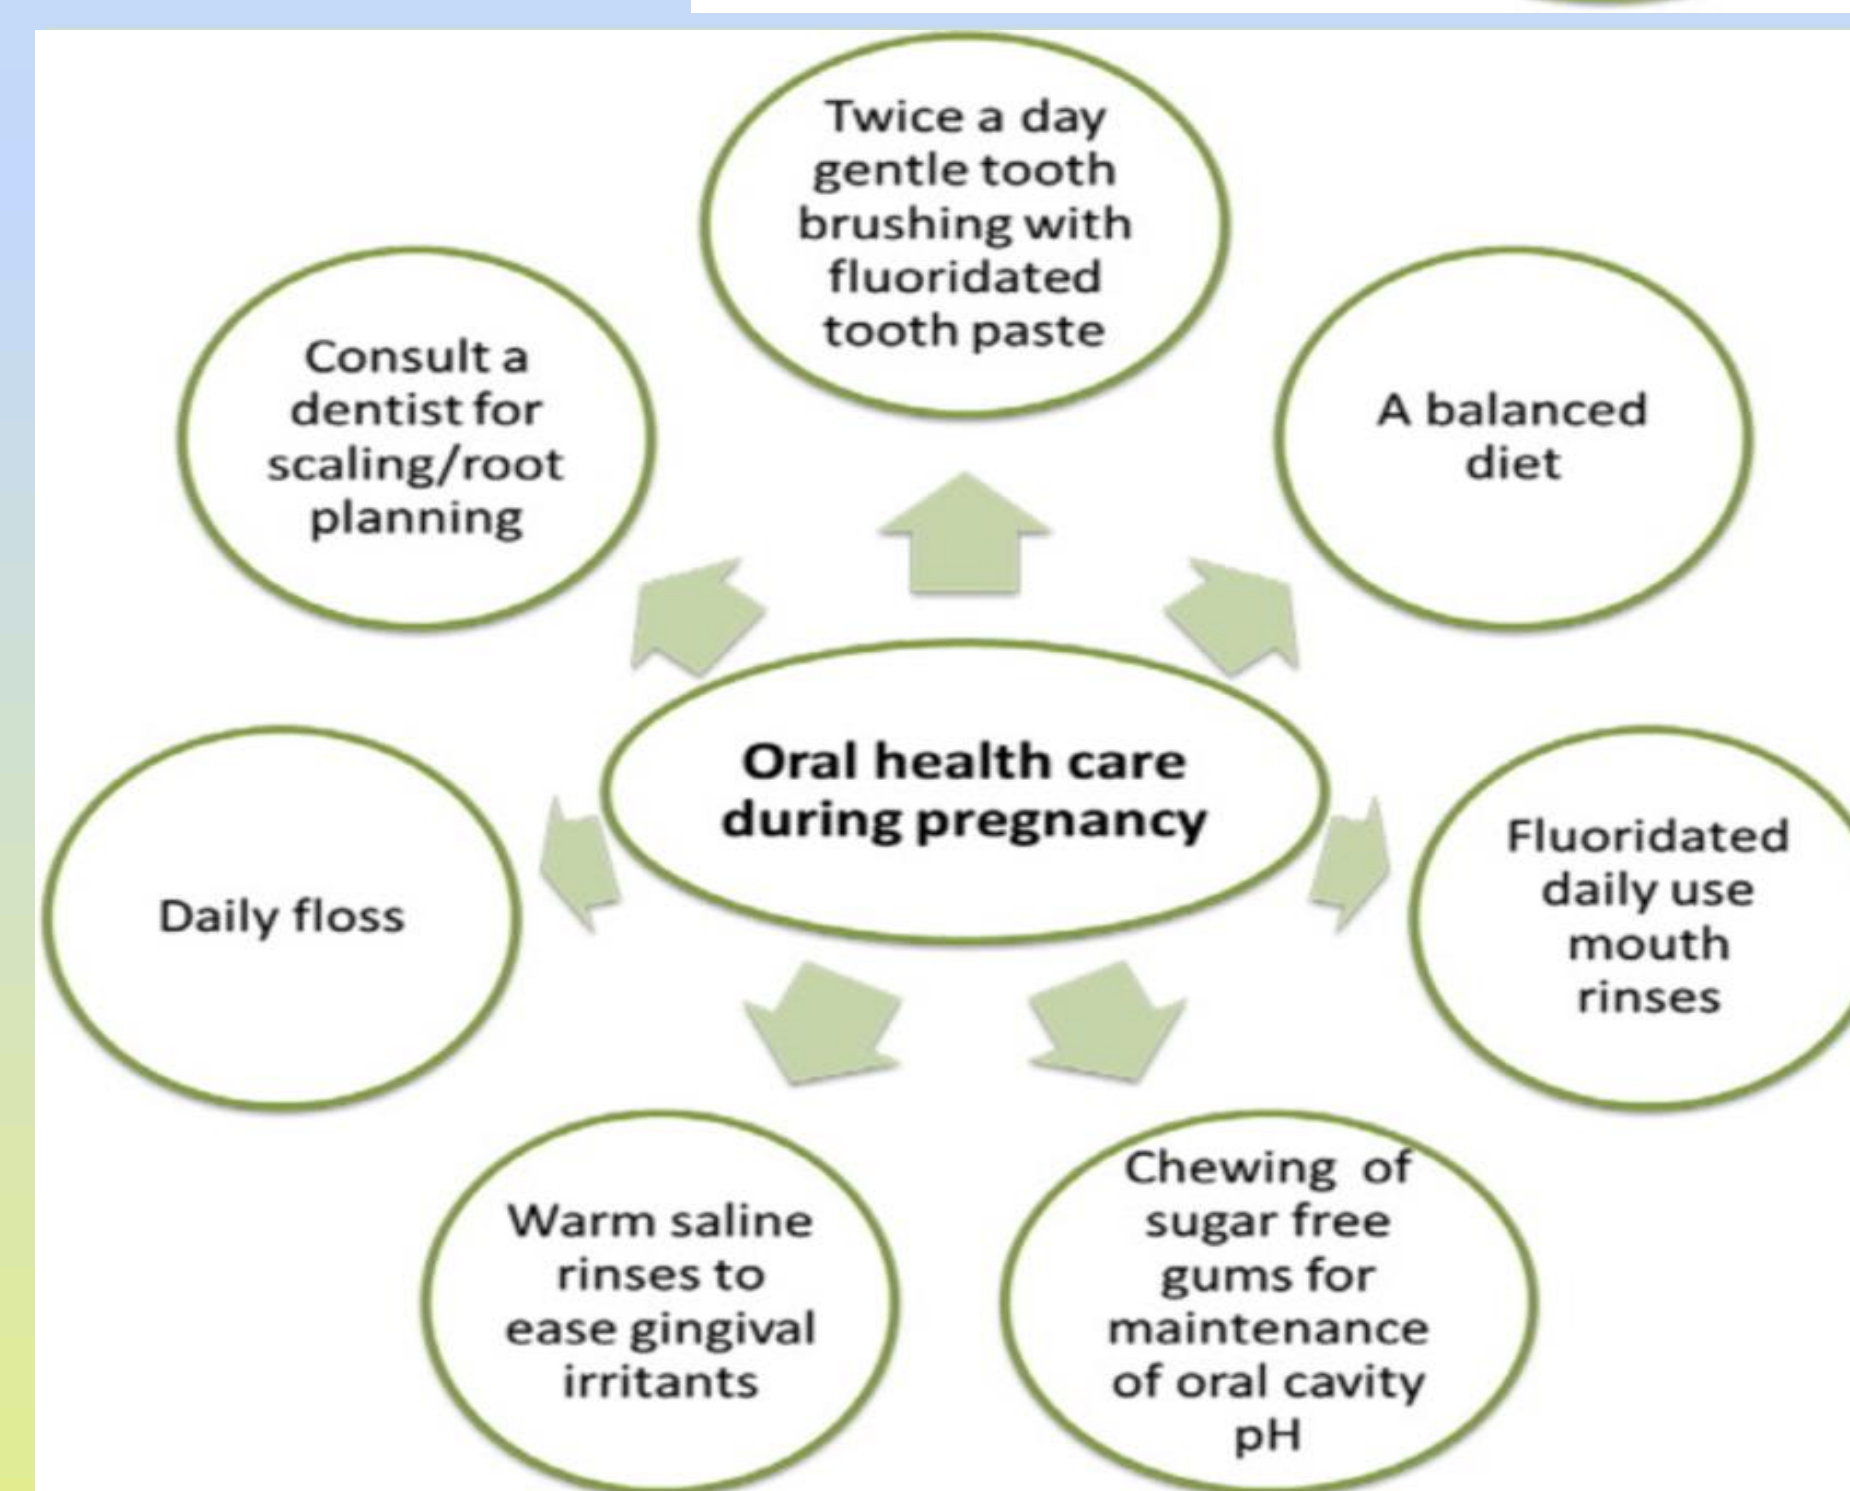 Twice a day
gentle tooth
brushing with
fluoridated
tooth paste
Consult a
dentist for
scaling/root
planning
A balanced
diet
Oral health care
during pregnancy
Daily floss
Fluoridated
daily use
mouth
rinses
Warm saline
rinses to
ease gingival
irritants
Chewing of
sugar free
gums for
maintenance
of oral cavity
pH